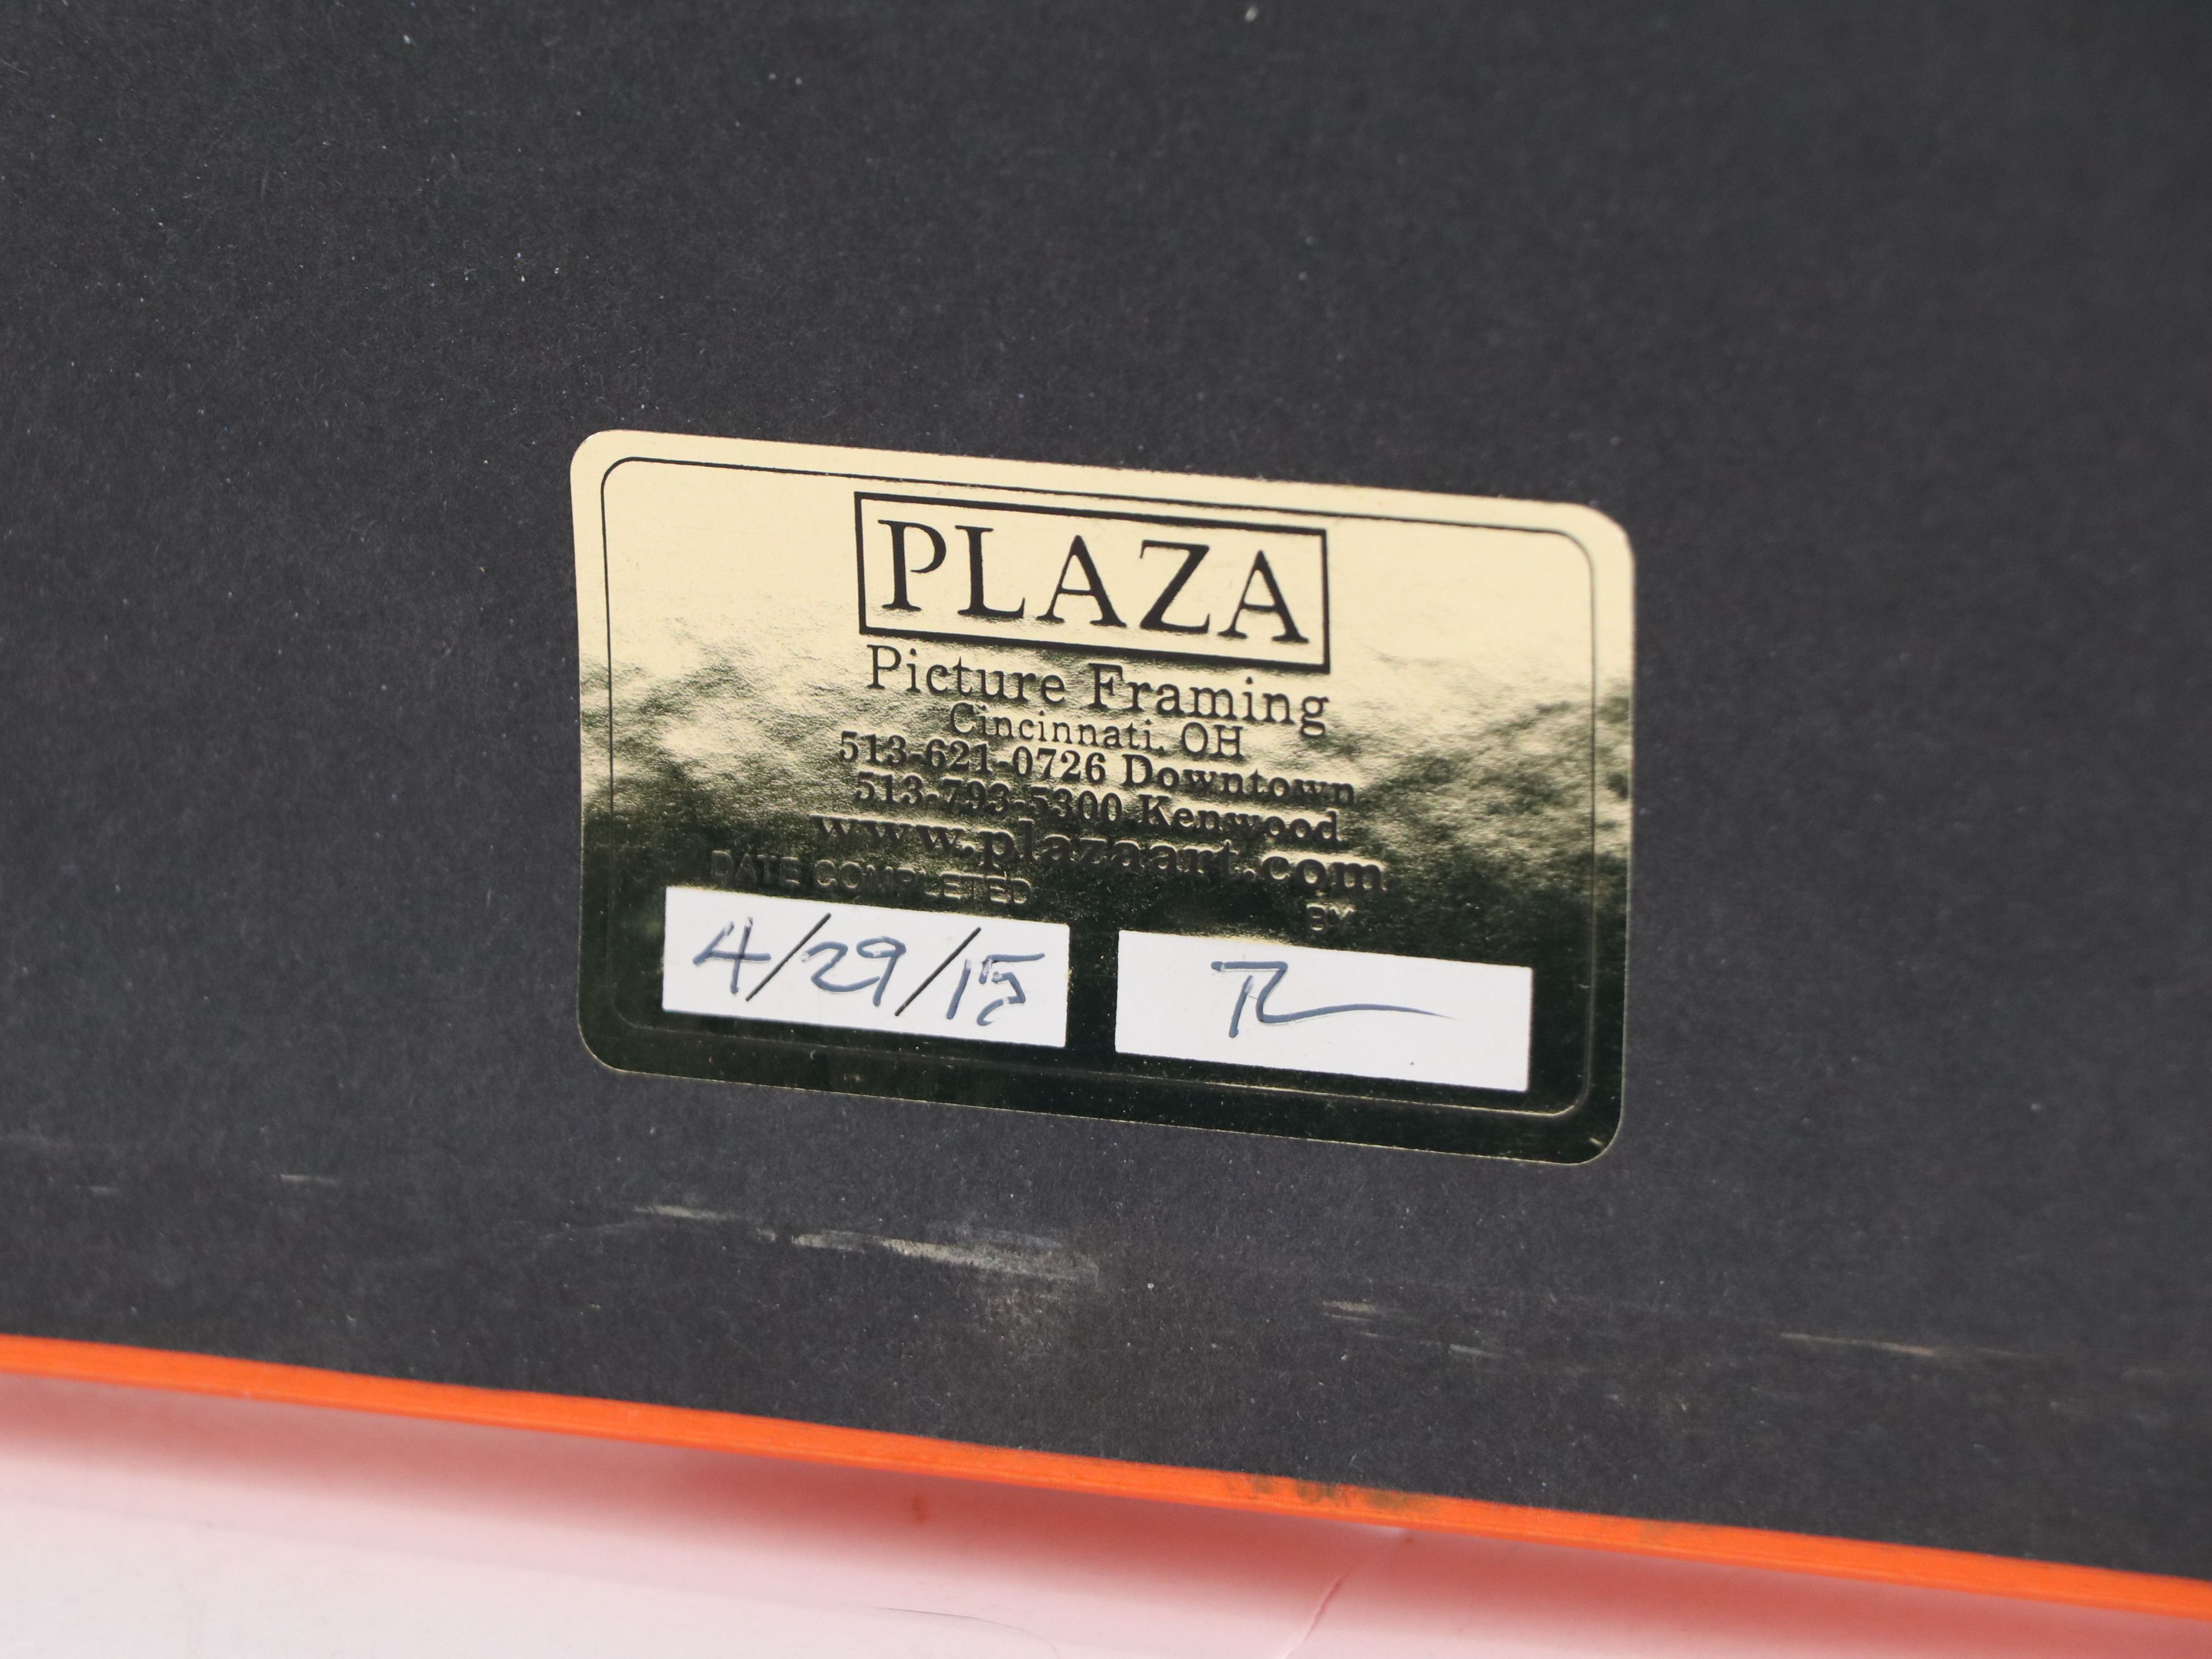 PLAZA
Picture Framing
Cincinnati, OH
513-621-0726 Downtown
513-793-5300 Kenwood
www.plazaart.com
DATE COMPLETED BY
4/29/15